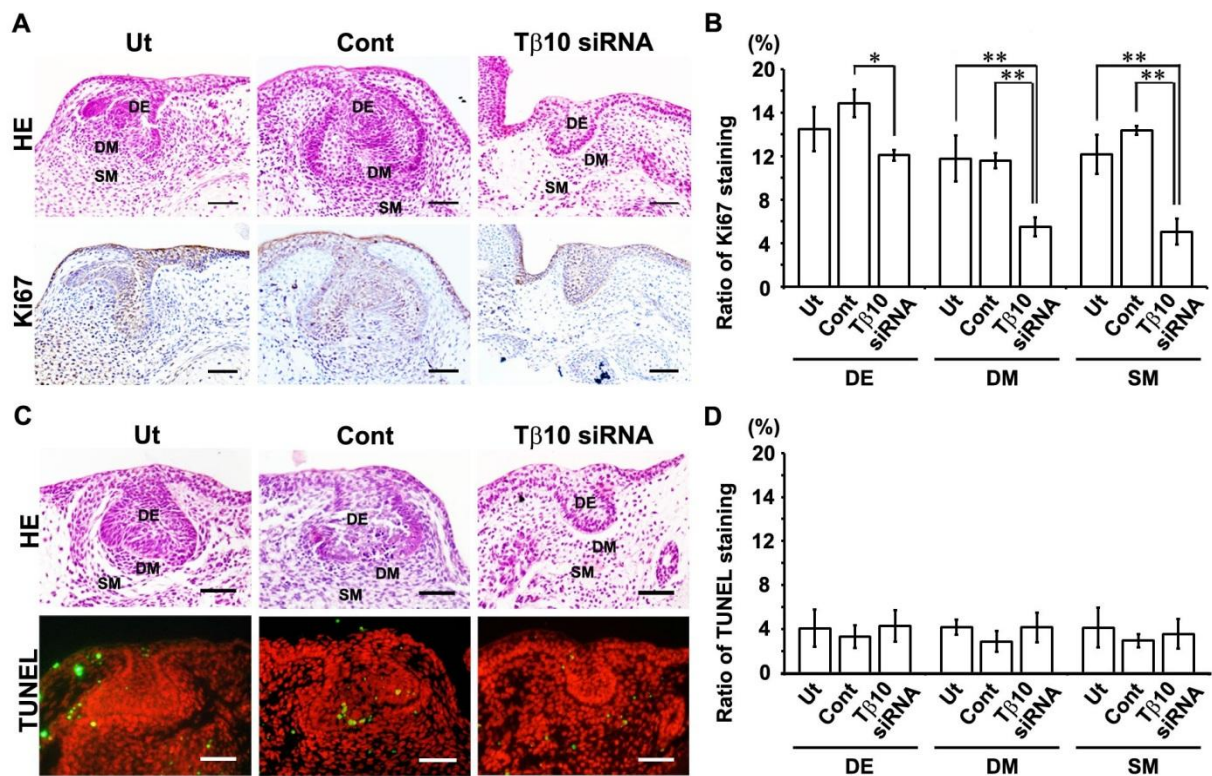 A
Ut
Cont
Tβ10 siRNA
HE
DE
DM
SM
DE
DM
SM
DE
DM
SM
Ki67
B
(%)
Ratio of Ki67 staining
20
16
14
12
8
4
0
*
**
**
**
**
Ut
Cont
Tβ10 siRNA
Ut
Cont
Tβ10 siRNA
Ut
Cont
Tβ10 siRNA
DE
DM
SM
C
Ut
Cont
Tβ10 siRNA
HE
DE
DM
SM
DE
DM
SM
DE
DM
SM
TUNEL
D
(%)
Ratio of TUNEL staining
20
14
12
8
4
0
Ut
Cont
Tβ10 siRNA
Ut
Cont
Tβ10 siRNA
Ut
Cont
Tβ10 siRNA
DE
DM
SM